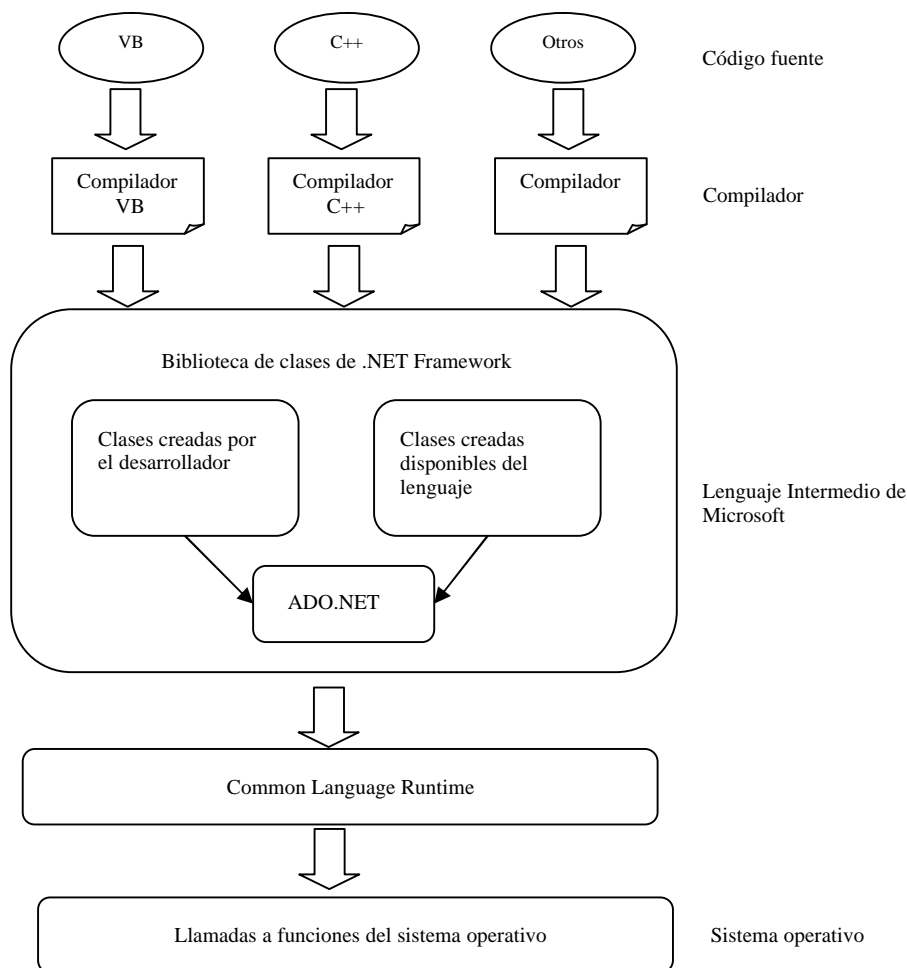 VB
C++
Otros
Código fuente
Compilador
VB
Compilador
C++
Compilador
Compilador
Biblioteca de clases de .NET Framework
Clases creadas por
el desarrollador
Clases creadas
disponibles del
lenguaje
Lenguaje Intermedio de
Microsoft
ADO.NET
Common Language Runtime
Llamadas a funciones del sistema operativo
Sistema operativo